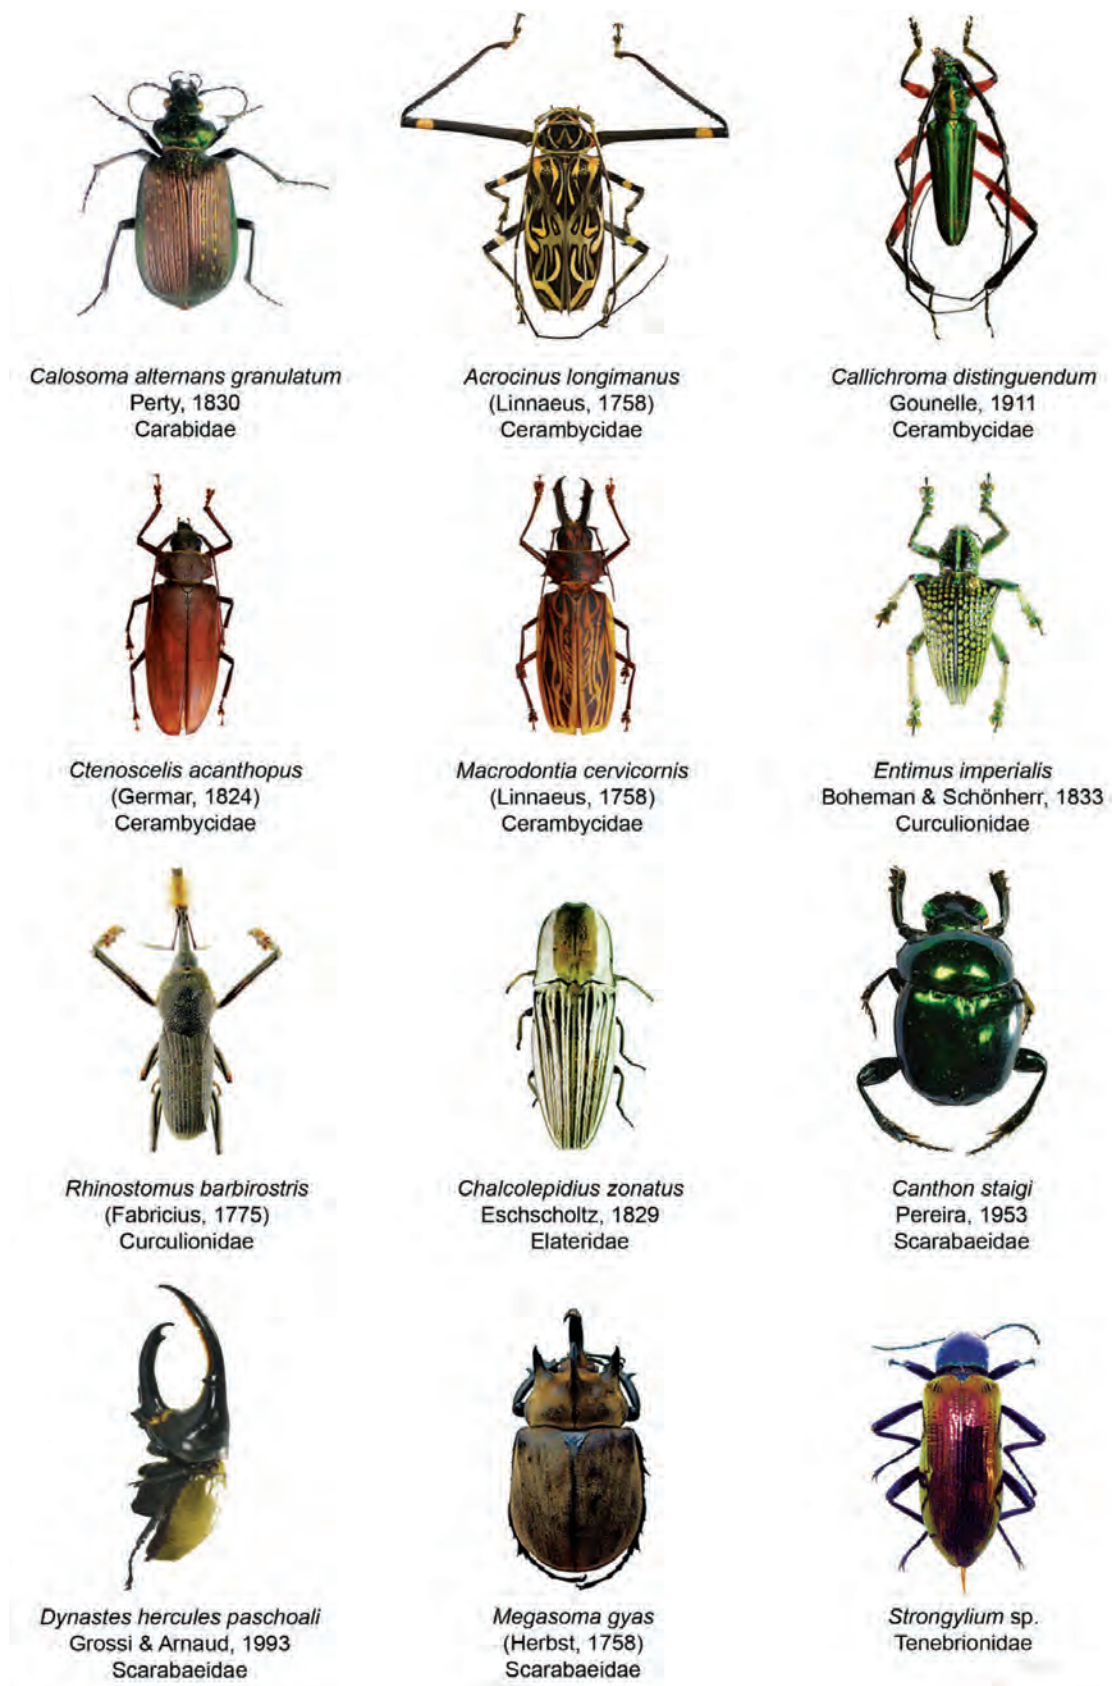 Calosoma alternans granulatum
Perty, 1830
Carabidae
Acrocinus longimanus
(Linnaeus, 1758)
Cerambycidae
Callichroma distinguendum
Gounelle, 1911
Cerambycidae
Ctenoscelis acanthopus
(Germar, 1824)
Cerambycidae
Macrodontia cervicornis
(Linnaeus, 1758)
Cerambycidae
Entimus imperialis
Boheman & Schönherr, 1833
Curculionidae
Rhinostomus barbirostris
(Fabricius, 1775)
Curculionidae
Chalcolepidius zonatus
Eschscholtz, 1829
Elateridae
Canthon staigi
Pereira, 1953
Scarabaeidae
Dynastes hercules paschoali
Grossi & Arnaud, 1993
Scarabaeidae
Megasoma gyas
(Herbst, 1758)
Scarabaeidae
Strongylium sp.
Tenebrionidae